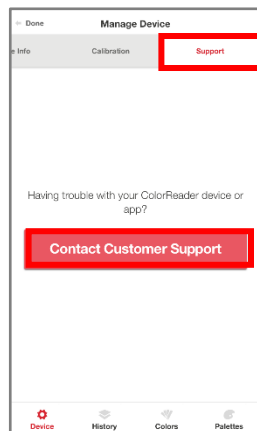 Done Manage Device
e Info Calibration Support
Having trouble with your ColorReader device or
app?
Contact Customer Support
Device History Colors Palettes